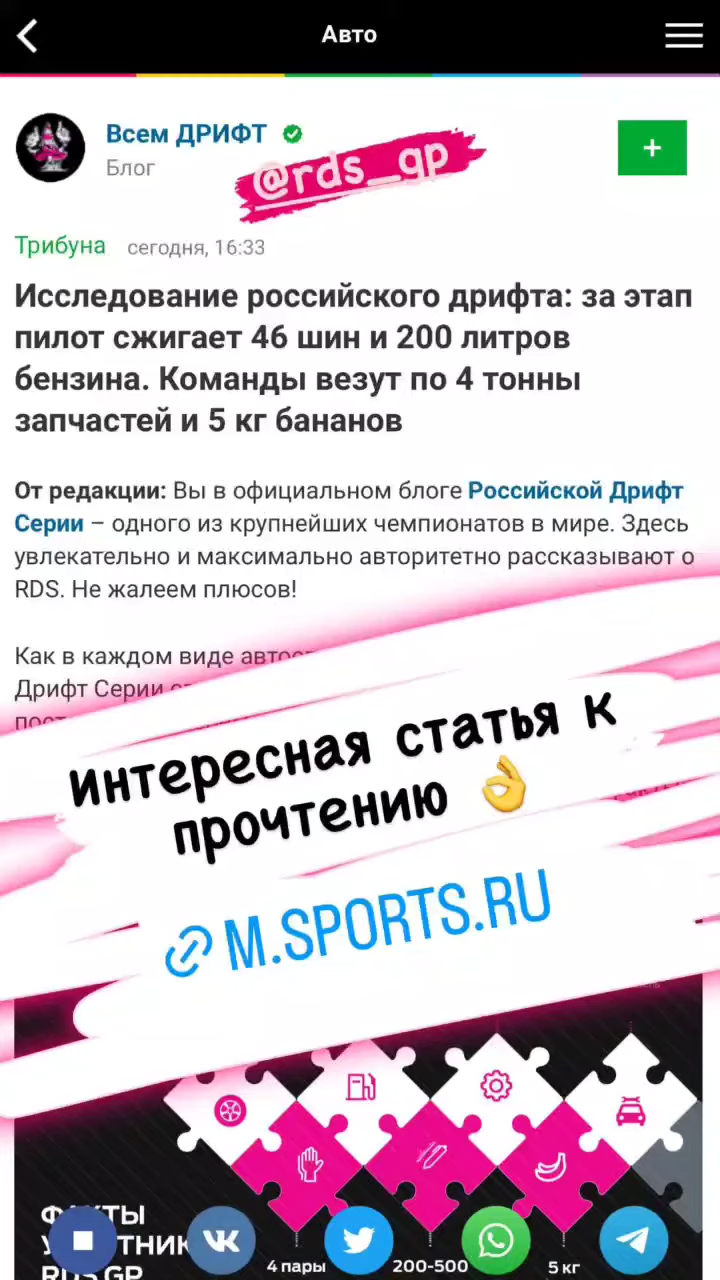 Авто
Всем ДРИФТ
Блог
@rds_gp
+
Трибуна сегодня, 16:33
Исследование российского дрифта: за этап
пилот сжигает 46 шин и 200 литров
бензина. Команды везут по 4 тонны
запчастей и 5 кг бананов
От редакции: Вы в официальном блоге Российской Дрифт
Серии – одного из крупнейших чемпионатов в мире. Здесь
увлекательно и максимально авторитетно рассказывают о
RDS. Не жалеем плюсов!
Как в каждом виде
Дрифт Серии
интересная статья к
прочтению 👌
M.SPORTS.RU
RDS GP
4 пары
200-500
5 кг